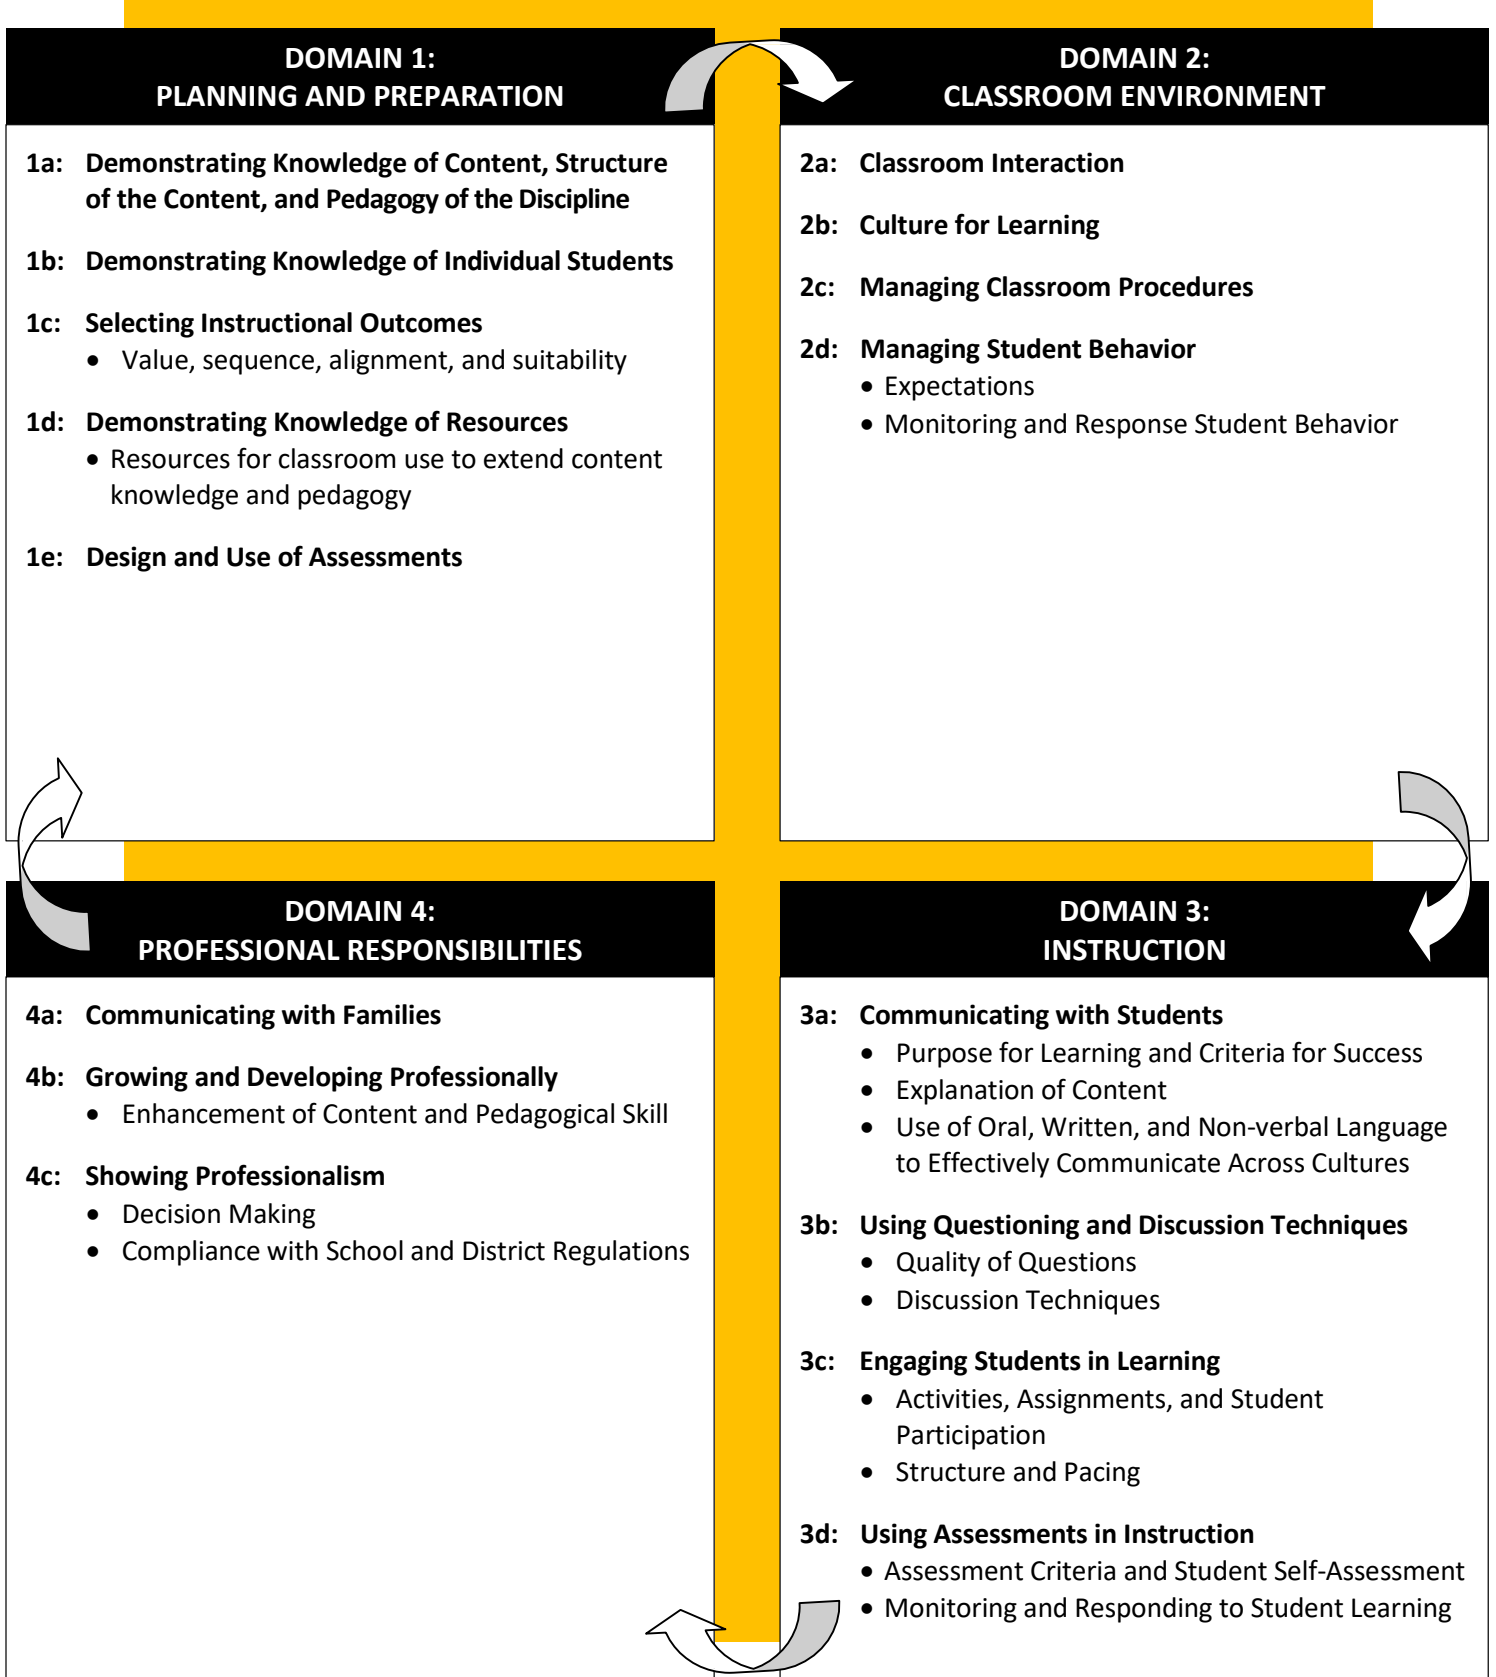 DOMAIN 1:
PLANNING AND PREPARATION
1a: Demonstrating Knowledge of Content, Structure
of the Content, and Pedagogy of the Discipline
1b: Demonstrating Knowledge of Individual Students
1c: Selecting Instructional Outcomes
• Value, sequence, alignment, and suitability
1d: Demonstrating Knowledge of Resources
• Resources for classroom use to extend content
knowledge and pedagogy
1e: Design and Use of Assessments
DOMAIN 2:
CLASSROOM ENVIRONMENT
2a: Classroom Interaction
2b: Culture for Learning
2c: Managing Classroom Procedures
2d: Managing Student Behavior
• Expectations
• Monitoring and Response Student Behavior
DOMAIN 4:
PROFESSIONAL RESPONSIBILITIES
4a: Communicating with Families
4b: Growing and Developing Professionally
• Enhancement of Content and Pedagogical Skill
4c: Showing Professionalism
• Decision Making
• Compliance with School and District Regulations
DOMAIN 3:
INSTRUCTION
3a: Communicating with Students
• Purpose for Learning and Criteria for Success
• Explanation of Content
• Use of Oral, Written, and Non-verbal Language
to Effectively Communicate Across Cultures
3b: Using Questioning and Discussion Techniques
• Quality of Questions
• Discussion Techniques
3c: Engaging Students in Learning
• Activities, Assignments, and Student
Participation
• Structure and Pacing
3d: Using Assessments in Instruction
• Assessment Criteria and Student Self-Assessment
• Monitoring and Responding to Student Learning